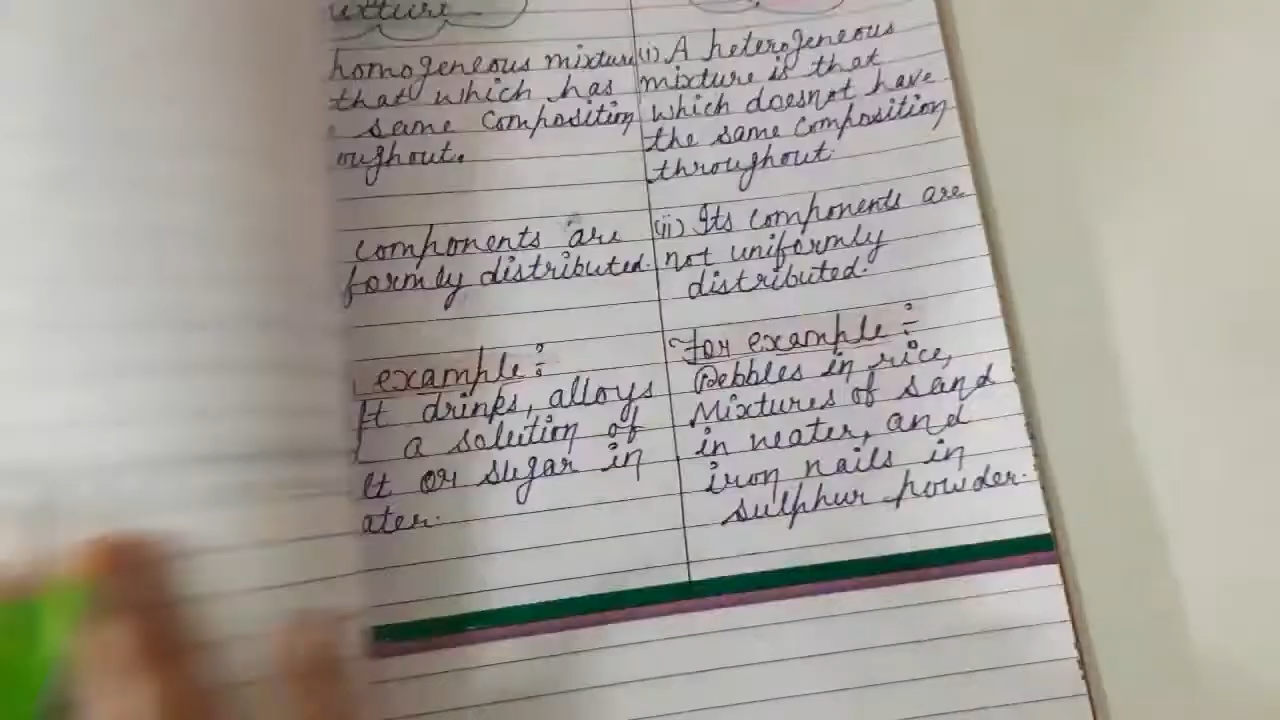 homogeneous mixture
that which has
same composition
oughout.
components are
formly distributed.
example:
ft drinks, alloys
a solution of
lt or sugar in
ater.
(i) A heterogeneous
mixture is that
which doesnot have
the same composition
throughout.
(ii) Its components are
not uniformly
distributed.
For example:
Pebbles in rice,
Mixtures of sand
in water, and
iron nails in
sulphur powder.